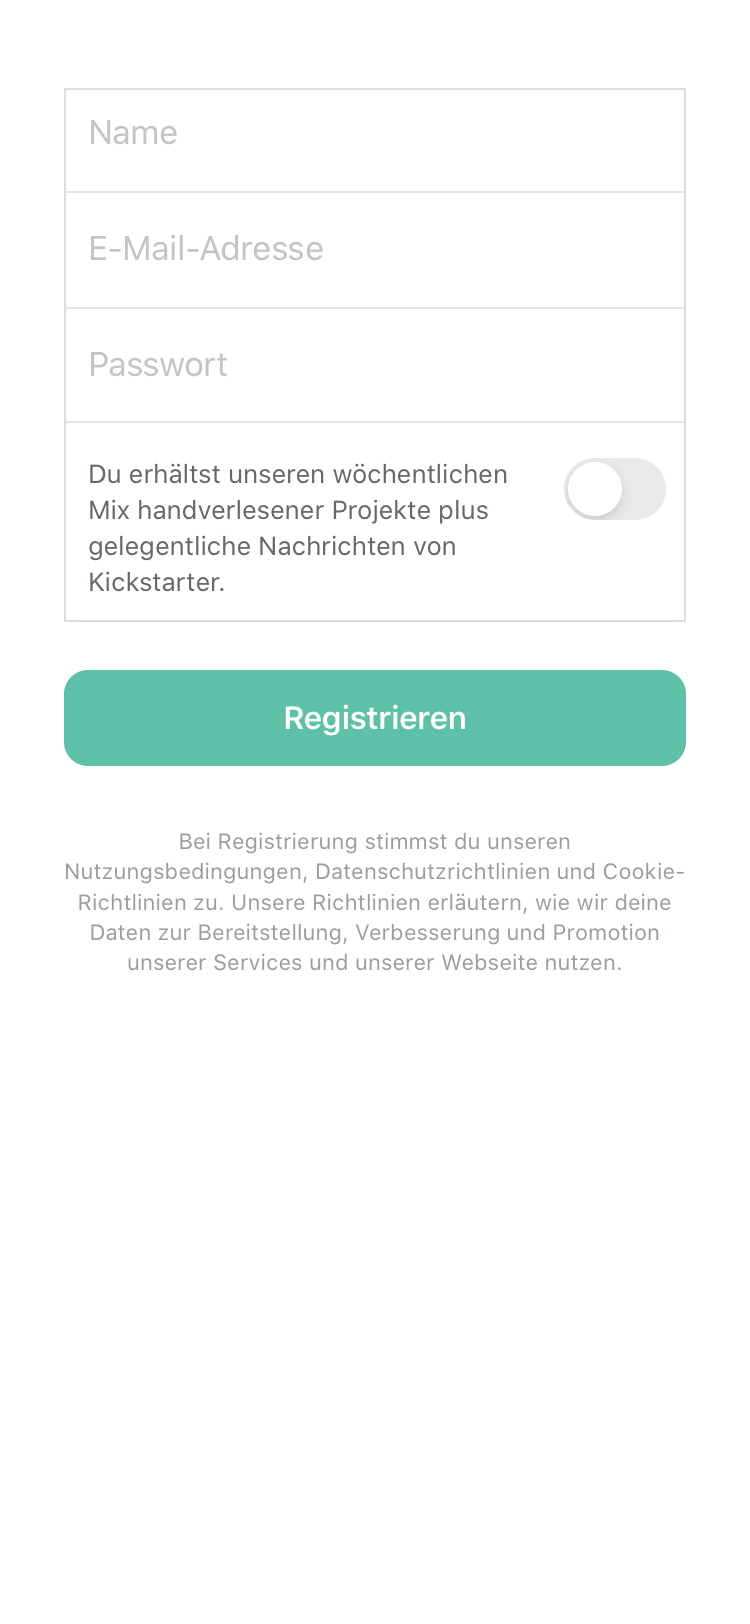 Name
E-Mail-Adresse
Passwort
Du erhältst unseren wöchentlichen
Mix handverlesener Projekte plus
gelegentliche Nachrichten von
Kickstarter.
Registrieren
Bei Registrierung stimmst du unseren
Nutzungsbedingungen, Datenschutzrichtlinien und Cookie-
Richtlinien zu. Unsere Richtlinien erläutern, wie wir deine
Daten zur Bereitstellung, Verbesserung und Promotion
unserer Services und unserer Webseite nutzen.